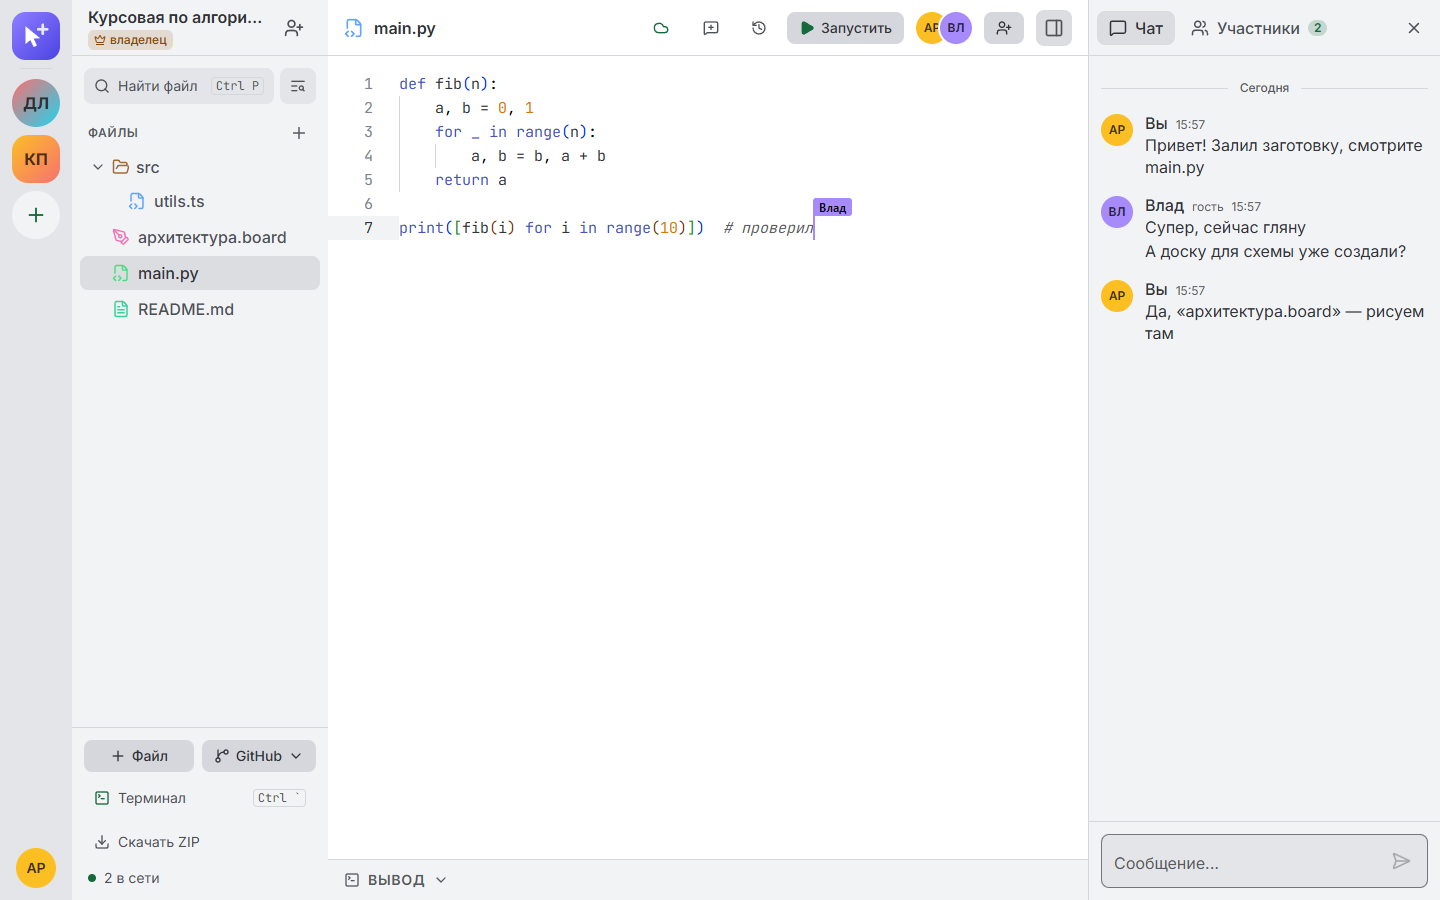 Курсовая по алгори...
владелец
ДЛ
КП
АР
Найти файл Ctrl P
ФАЙЛЫ
src
utils.ts
архитектура.board
main.py
README.md
Файл
GitHub
Терминал Ctrl `
Скачать ZIP
2 в сети
main.py
Запустить
АР ВЛ
1 def fib(n):
2     a, b = 0, 1
3     for _ in range(n):
4         a, b = b, a + b
5     return a
6
Влад
7 print([fib(i) for i in range(10)])  # проверил
ВЫВОД
Чат
Участники 2
Сегодня
АР
Вы 15:57
Привет! Залил заготовку, смотрите
main.py
ВЛ
Влад гость 15:57
Супер, сейчас гляну
А доску для схемы уже создали?
АР
Вы 15:57
Да, «архитектура.board» — рисуем
там
Сообщение...